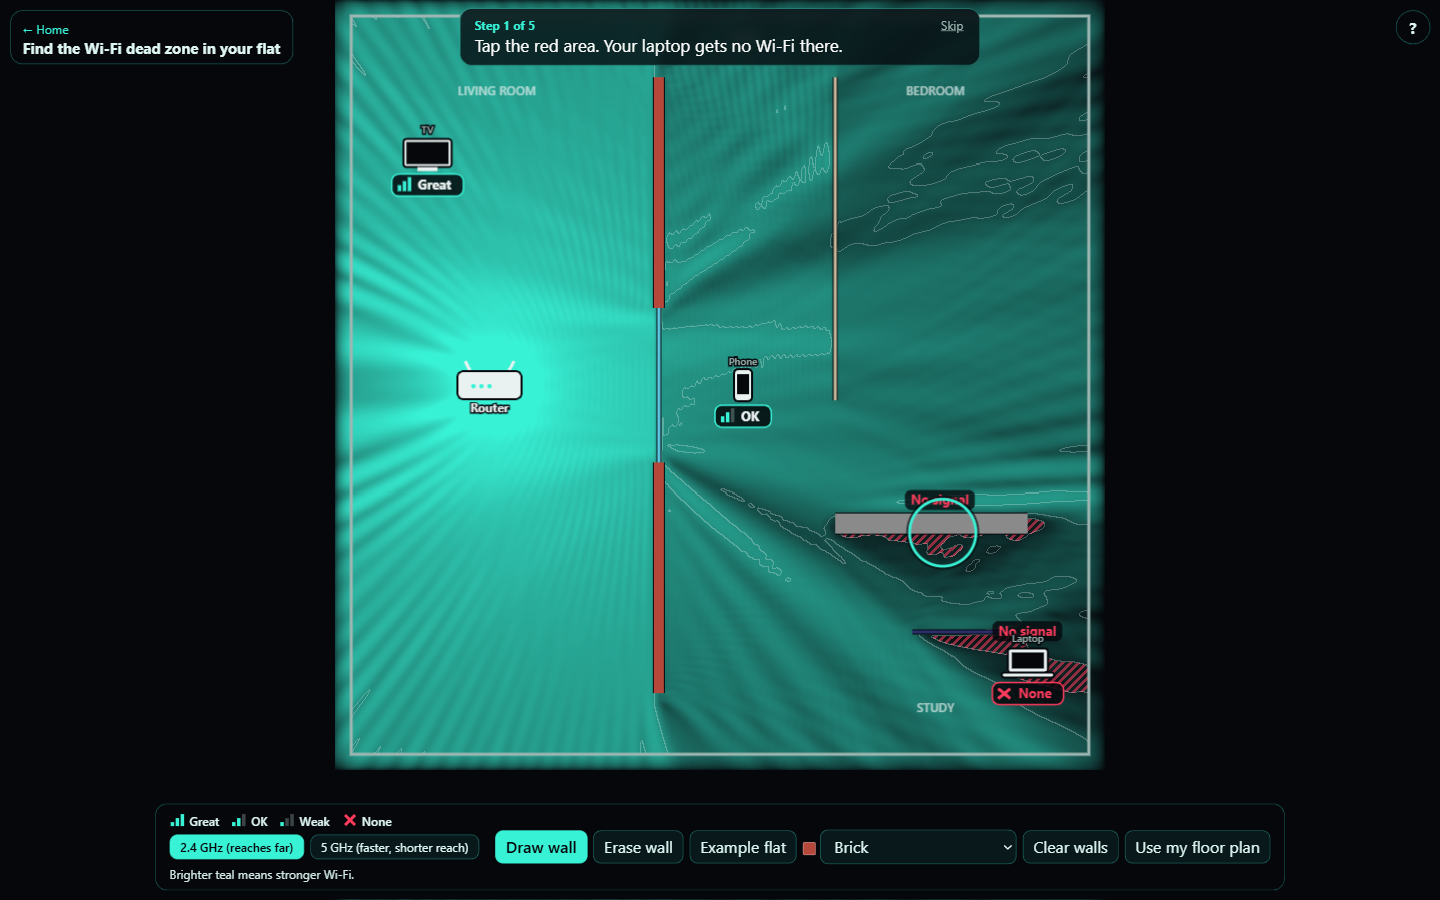 ← Home
Find the Wi-Fi dead zone in your flat
Step 1 of 5
Skip
Tap the red area. Your laptop gets no Wi-Fi there.
?
LIVING ROOM
BEDROOM
TV
Great
Phone
OK
Router
No signal
No signal
Laptop
None
STUDY
Great
OK
Weak
None
2.4 GHz (reaches far)
5 GHz (faster, shorter reach)
Draw wall
Erase wall
Example flat
Brick
Clear walls
Use my floor plan
Brighter teal means stronger Wi-Fi.